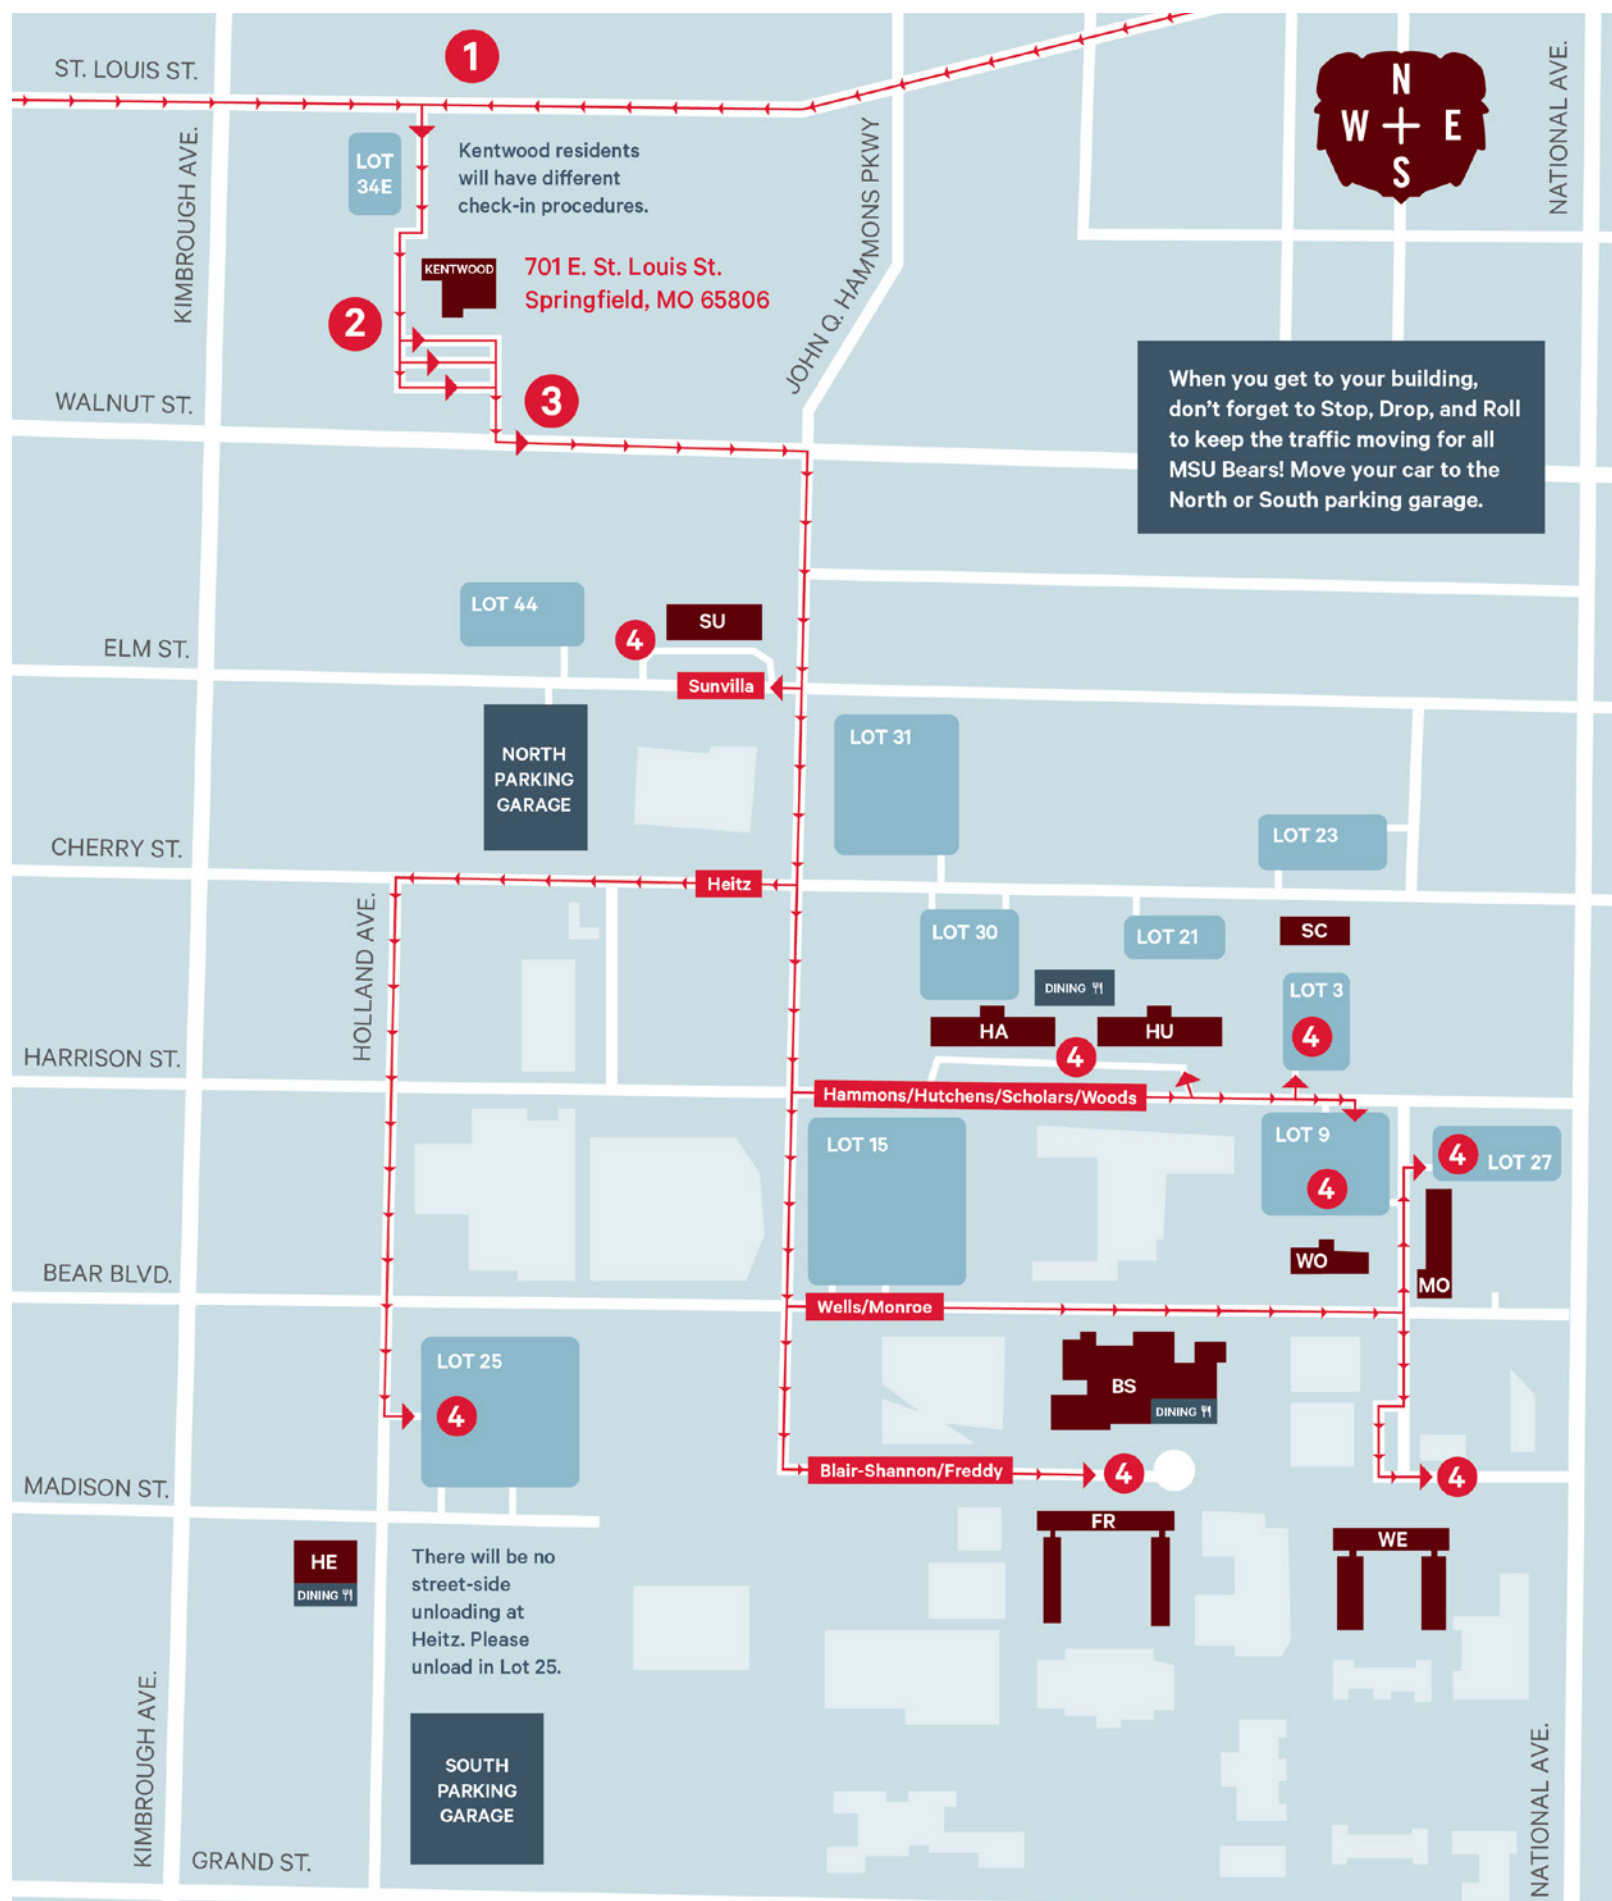 1
ST. LOUIS ST.
N
W E
S
NATIONAL AVE.
KIMBROUGH AVE.
LOT
34E
Kentwood residents
will have different
check-in procedures.
JOHN Q. HAMMONS PKWY
KENTWOOD
701 E. St. Louis St.
Springfield, MO 65806
2
3
WALNUT ST.
When you get to your building,
don't forget to Stop, Drop, and Roll
to keep the traffic moving for all
MSU Bears! Move your car to the
North or South parking garage.
LOT 44
4
SU
ELM ST.
Sunvilla
NORTH
PARKING
GARAGE
LOT 31
LOT 23
CHERRY ST.
Heitz
HOLLAND AVE.
LOT 30
LOT 21
SC
DINING
LOT 3
HA
HU
4
4
HARRISON ST.
Hammons/Hutchens/Scholars/Woods
LOT 15
LOT 9
4
4
LOT 27
WO
MO
BEAR BLVD.
Wells/Monroe
LOT 25
4
BS
DINING
Blair-Shannon/Freddy
4
4
MADISON ST.
FR
WE
HE
DINING
There will be no
street-side
unloading at
Heitz. Please
unload in Lot 25.
KIMBROUGH AVE.
SOUTH
PARKING
GARAGE
NATIONAL AVE.
GRAND ST.